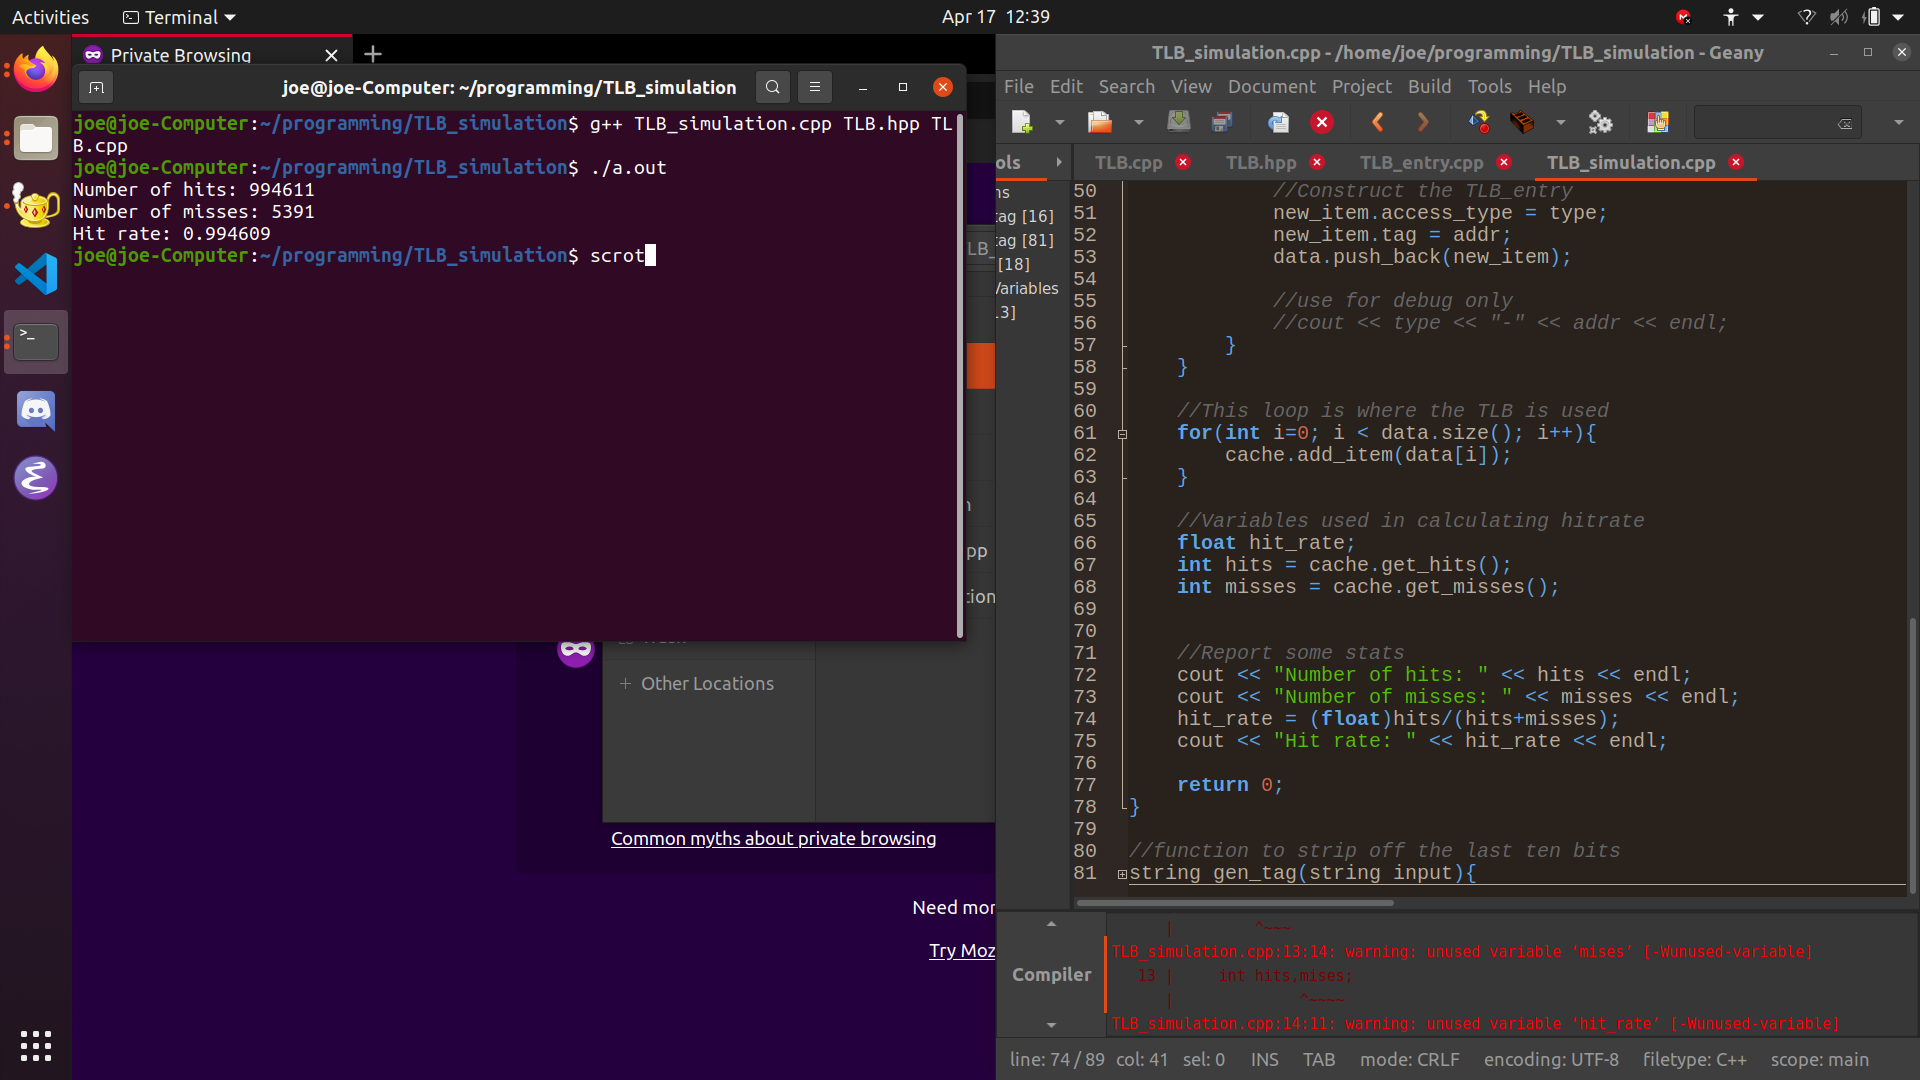 Activities
Terminal
Apr 17 12:39
Private Browsing
joe@joe-Computer: ~/programming/TLB_simulation
joe@joe-Computer:~/programming/TLB_simulation$ g++ TLB_simulation.cpp TLB.hpp TL
B.cpp
joe@joe-Computer:~/programming/TLB_simulation$ ./a.out
Number of hits: 994611
Number of misses: 5391
Hit rate: 0.994609
joe@joe-Computer:~/programming/TLB_simulation$ scrot
LB_
pp
tion
+ Other Locations
Common myths about private browsing
Need mor
Try Moz
TLB_simulation.cpp - /home/joe/programming/TLB_simulation - Geany
File Edit Search View Document Project Build Tools Help
ols
TLB.cpp TLB.hpp TLB_entry.cpp TLB_simulation.cpp
ns
tag [16]
tag [81]
[18]
Variables
13]
50 //Construct the TLB_entry
51 new_item.access_type = type;
52 new_item.tag = addr;
53 data.push_back(new_item);
54
55 //use for debug only
56 //cout << type << "-" << addr << endl;
57 }
58 }
59
60 //This loop is where the TLB is used
61 for(int i=0; i < data.size(); i++){
62 cache.add_item(data[i]);
63 }
64
65 //Variables used in calculating hitrate
66 float hit_rate;
67 int hits = cache.get_hits();
68 int misses = cache.get_misses();
69
70
71 //Report some stats
72 cout << "Number of hits: " << hits << endl;
73 cout << "Number of misses: " << misses << endl;
74 hit_rate = (float)hits/(hits+misses);
75 cout << "Hit rate: " << hit_rate << endl;
76
77 return 0;
78 }
79
80 //function to strip off the last ten bits
81 string gen_tag(string input){
Compiler
| ^~~~
TLB_simulation.cpp:13:14: warning: unused variable ‘mises’ [-Wunused-variable]
13 | int hits,mises;
| ^~~~~
TLB_simulation.cpp:14:11: warning: unused variable ‘hit_rate’ [-Wunused-variable]
line: 74 / 89 col: 41 sel: 0 INS TAB mode: CRLF encoding: UTF-8 filetype: C++ scope: main